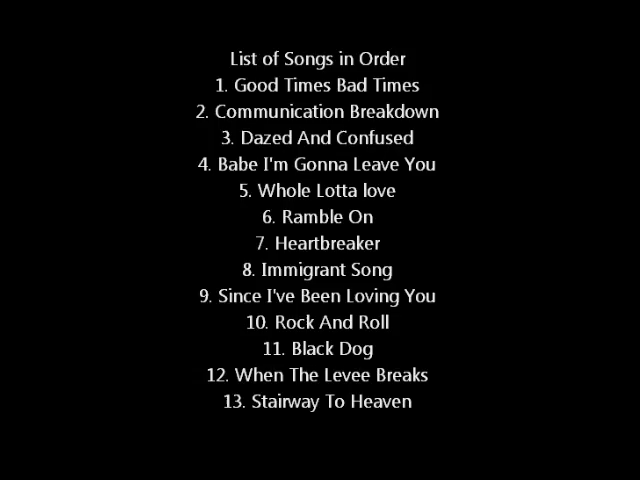 List of Songs in Order
1. Good Times Bad Times
2. Communication Breakdown
3. Dazed And Confused
4. Babe I'm Gonna Leave You
5. Whole Lotta love
6. Ramble On
7. Heartbreaker
8. Immigrant Song
9. Since I've Been Loving You
10. Rock And Roll
11. Black Dog
12. When The Levee Breaks
13. Stairway To Heaven